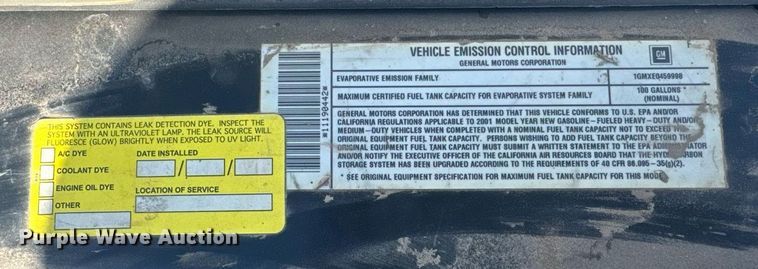 VEHICLE EMISSION CONTROL INFORMATION
GENERAL MOTORS CORPORATION
GM
EVAPORATIVE EMISSION FAMILY
1GMXE0459998
MAXIMUM CERTIFIED FUEL TANK CAPACITY FOR EVAPORATIVE SYSTEM FAMILY
100 GALLONS *
(NOMINAL)
GENERAL MOTORS CORPORATION HAS DETERMINED THAT THIS VEHICLE CONFORMS TO U.S. EPA AND/OR
CALIFORNIA REGULATIONS APPLICABLE TO 2001 MODEL YEAR NEW GASOLINE - FUELED HEAVY - DUTY AND/OR
MEDIUM - DUTY VEHICLES WHEN COMPLETED WITH A NOMINAL FUEL TANK CAPACITY NOT TO EXCEED THE
ORIGINAL EQUIPMENT FUEL TANK CAPACITY. PERSONS WISHING TO ADD FUEL TANK CAPACITY BEYOND THE
ORIGINAL EQUIPMENT FUEL TANK CAPACITY MUST SUBMIT A WRITTEN STATEMENT TO THE EPA ADMINISTRATOR
AND/OR NOTIFY THE EXECUTIVE OFFICER OF THE CALIFORNIA AIR RESOURCES BOARD THAT THE HYDROCARBON
STORAGE SYSTEM HAS BEEN UPGRADED ACCORDING TO THE REQUIREMENTS OF 40 CFR 86.095 - 35(g)(2).
* SEE ORIGINAL EQUIPMENT SPECIFICATION FOR MAXIMUM FUEL TANK CAPACITY FOR THIS MODEL
*11190442*
THIS SYSTEM CONTAINS LEAK DETECTION DYE. INSPECT THE
SYSTEM WITH AN ULTRAVIOLET LAMP. THE LEAK SOURCE WILL
FLUORESCE (GLOW) BRIGHTLY WHEN EXPOSED TO UV LIGHT.
A/C DYE
DATE INSTALLED
COOLANT DYE
/ /
ENGINE OIL DYE
LOCATION OF SERVICE
OTHER
Purple Wave Auction